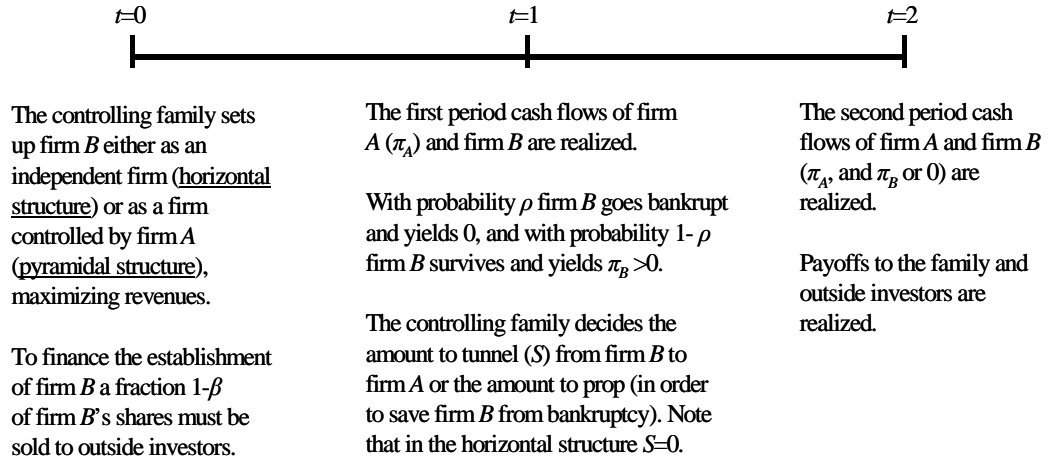 t=0
t=1
t=2
The controlling family sets
up firm B either as an
independent firm (horizontal
structure) or as a firm
controlled by firm A
(pyramidal structure),
maximizing revenues.
To finance the establishment
of firm B a fraction 1-β
of firm B's shares must be
sold to outside investors.
The first period cash flows of firm
A (π_A) and firm B are realized.
With probability ρ firm B goes bankrupt
and yields 0, and with probability 1- ρ
firm B survives and yields π_B >0.
The controlling family decides the
amount to tunnel (S) from firm B to
firm A or the amount to prop (in order
to save firm B from bankruptcy). Note
that in the horizontal structure S=0.
The second period cash
flows of firm A and firm B
(π_A, and π_B or 0) are
realized.
Payoffs to the family and
outside investors are
realized.